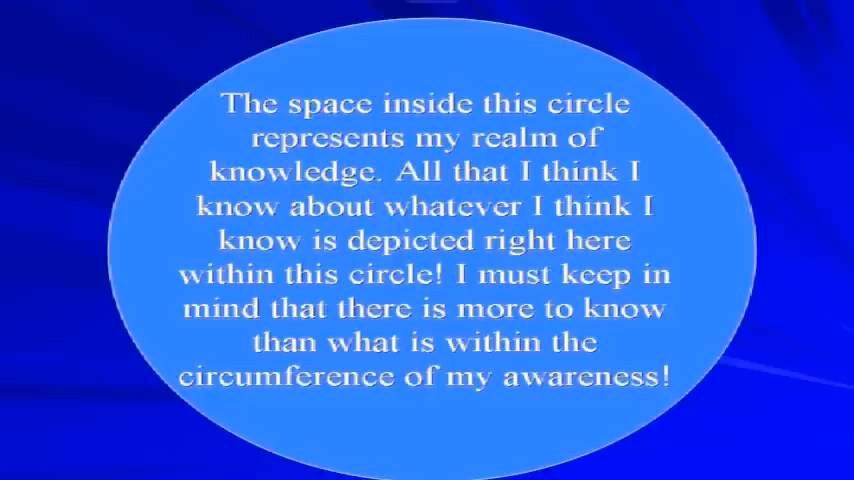 The space inside this circle
represents my realm of
knowledge. All that I think I
know about whatever I think I
know is depicted right here
within this circle! I must keep in
mind that there is more to know
than what is within the
circumference of my awareness!